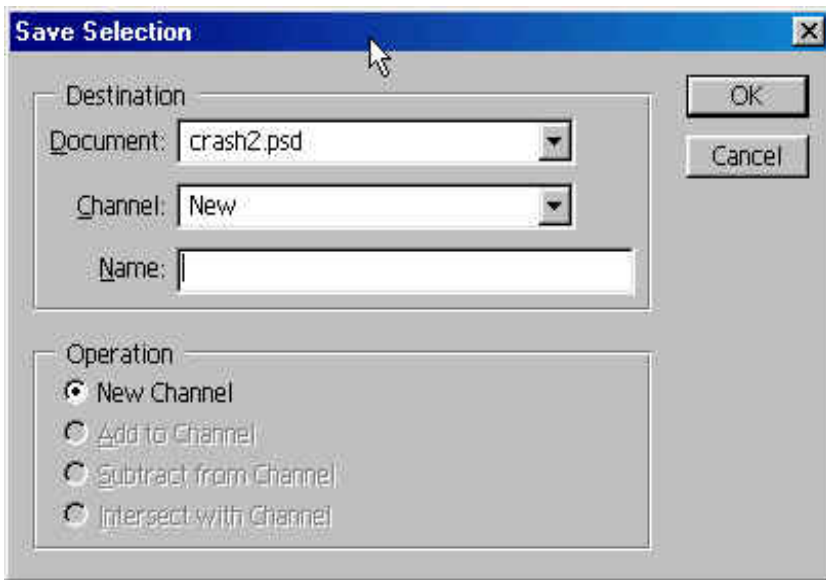 Save Selection
Destination
Document: crash2.psd
Channel: New
Name:
OK
Cancel
Operation
New Channel
Add to Channel
Subtract from Channel
Intersect with Channel